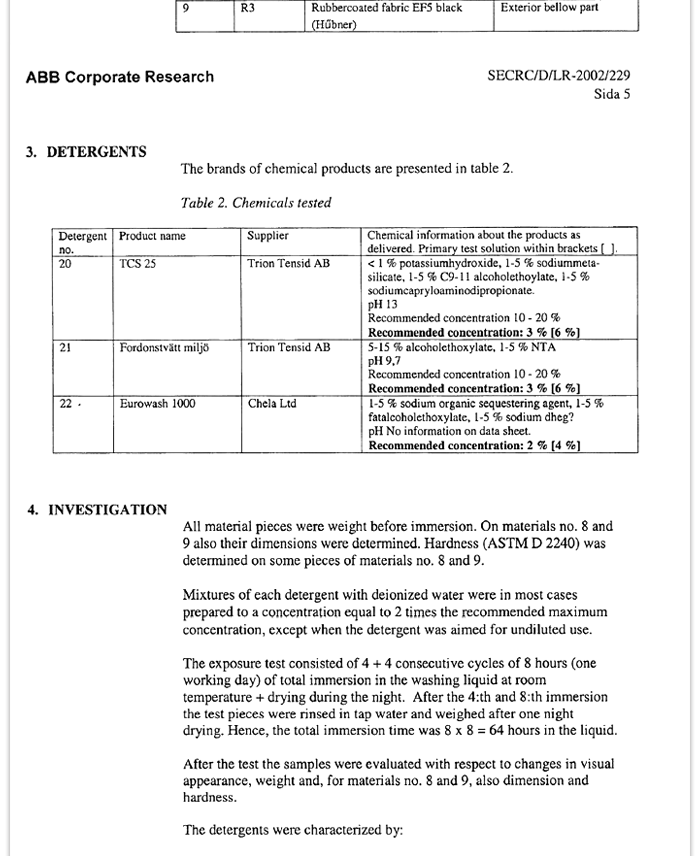 9 R3 Rubbercoated fabric EF5 black Exterior bellow part
(Hűbner)
ABB Corporate Research SECRC/D/LR-2002/229
Sida 5
3. DETERGENTS
The brands of chemical products are presented in table 2.
Table 2. Chemicals tested
Detergent no. Product name Supplier Chemical information about the products as
delivered. Primary test solution within brackets [ ].
20 TCS 25 Trion Tensid AB < 1 % potassiumhydroxide, 1-5 % sodiummeta-
silicate, 1-5 % C9-11 alcoholethoylate, 1-5 %
sodiumcapryloaminodipropionate.
pH 13
Recommended concentration 10 - 20 %
Recommended concentration: 3 % [6 %]
21 Fordonstvätt miljö Trion Tensid AB 5-15 % alcoholethoxylate, 1-5 % NTA
pH 9,7
Recommended concentration 10 - 20 %
Recommended concentration: 3 % [6 %]
22 Eurowash 1000 Chela Ltd 1-5 % sodium organic sequestering agent, 1-5 %
fatalcoholethoxylate, 1-5 % sodium dheg?
pH No information on data sheet.
Recommended concentration: 2 % [4 %]
4. INVESTIGATION
All material pieces were weight before immersion. On materials no. 8 and
9 also their dimensions were determined. Hardness (ASTM D 2240) was
determined on some pieces of materials no. 8 and 9.
Mixtures of each detergent with deionized water were in most cases
prepared to a concentration equal to 2 times the recommended maximum
concentration, except when the detergent was aimed for undiluted use.
The exposure test consisted of 4 + 4 consecutive cycles of 8 hours (one
working day) of total immersion in the washing liquid at room
temperature + drying during the night. After the 4:th and 8:th immersion
the test pieces were rinsed in tap water and weighed after one night
drying. Hence, the total immersion time was 8 x 8 = 64 hours in the liquid.
After the test the samples were evaluated with respect to changes in visual
appearance, weight and, for materials no. 8 and 9, also dimension and
hardness.
The detergents were characterized by: